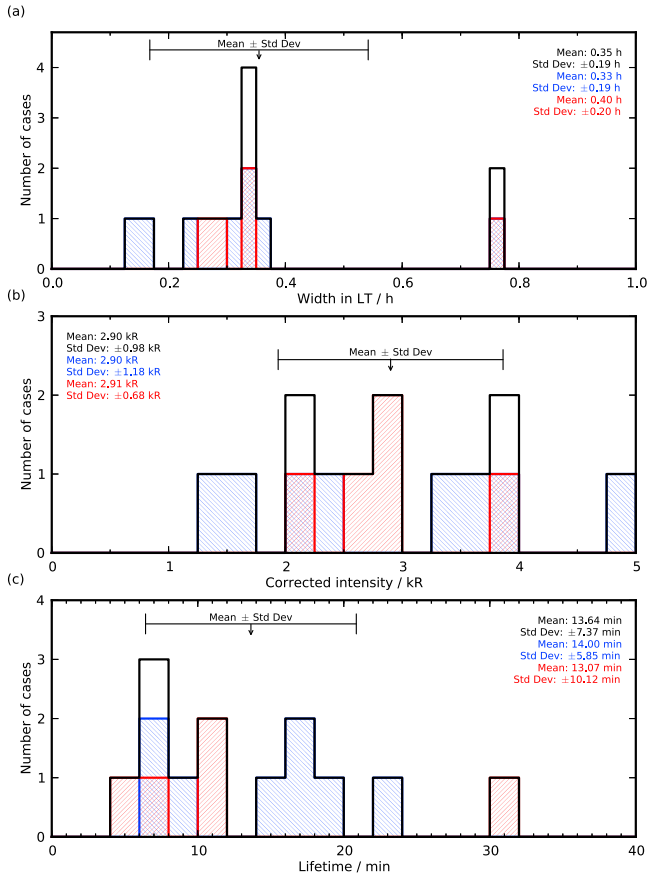 (a)
Mean ± Std Dev
Mean: 0.35 h
Std Dev: ±0.19 h
Mean: 0.33 h
Std Dev: ±0.19 h
Mean: 0.40 h
Std Dev: ±0.20 h
Number of cases
4
3
2
1
0
0.0 0.2 0.4 0.6 0.8 1.0
Width in LT / h
(b)
Mean: 2.90 kR
Std Dev: ±0.98 kR
Mean: 2.90 kR
Std Dev: ±1.18 kR
Mean: 2.91 kR
Std Dev: ±0.68 kR
Mean ± Std Dev
Number of cases
3
2
1
0
0 1 2 3 4 5
Corrected intensity / kR
(c)
Mean ± Std Dev
Mean: 13.64 min
Std Dev: ±7.37 min
Mean: 14.00 min
Std Dev: ±5.85 min
Mean: 13.07 min
Std Dev: ±10.12 min
Number of cases
4
3
2
1
0
0 10 20 30 40
Lifetime / min